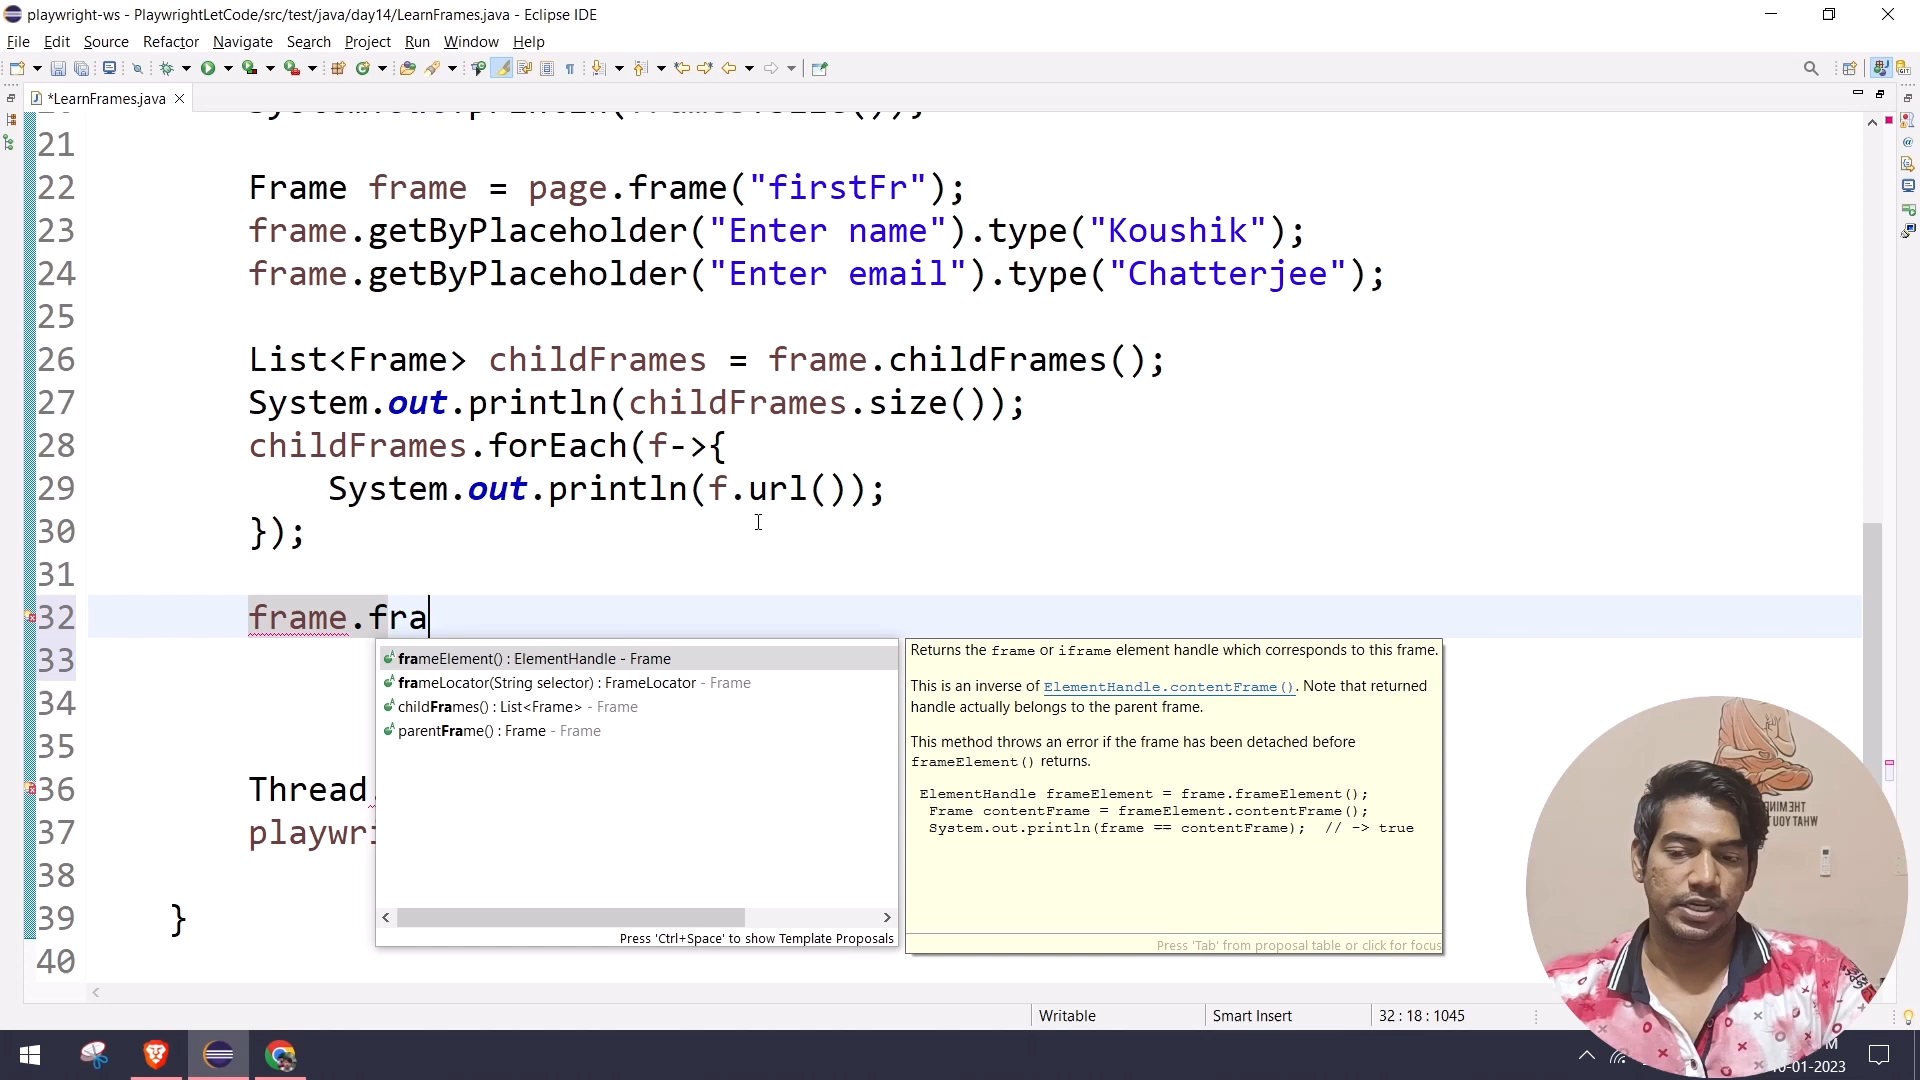 playwright-ws - PlaywrightLetCode/src/test/java/day14/LearnFrames.java - Eclipse IDE
File Edit Source Refactor Navigate Search Project Run Window Help
*LearnFrames.java
21
22 Frame frame = page.frame("firstFr");
23 frame.getByPlaceholder("Enter name").type("Koushik");
24 frame.getByPlaceholder("Enter email").type("Chatterjee");
25
26 List<Frame> childFrames = frame.childFrames();
27 System.out.println(childFrames.size());
28 childFrames.forEach(f->{
29 System.out.println(f.url());
30 });
31
32 frame.fra
33
34
35
36 Thread.
37 playwri
38
39 }
40
frameElement() : ElementHandle - Frame
frameLocator(String selector) : FrameLocator - Frame
childFrames() : List<Frame> - Frame
parentFrame() : Frame - Frame
Press 'Ctrl+Space' to show Template Proposals
Returns the frame or iframe element handle which corresponds to this frame.
This is an inverse of ElementHandle.contentFrame(). Note that returned
handle actually belongs to the parent frame.
This method throws an error if the frame has been detached before
frameElement() returns.
ElementHandle frameElement = frame.frameElement();
Frame contentFrame = frameElement.contentFrame();
System.out.println(frame == contentFrame); // -> true
Press 'Tab' from proposal table or click for focus
Writable Smart Insert 32 : 18 : 1045